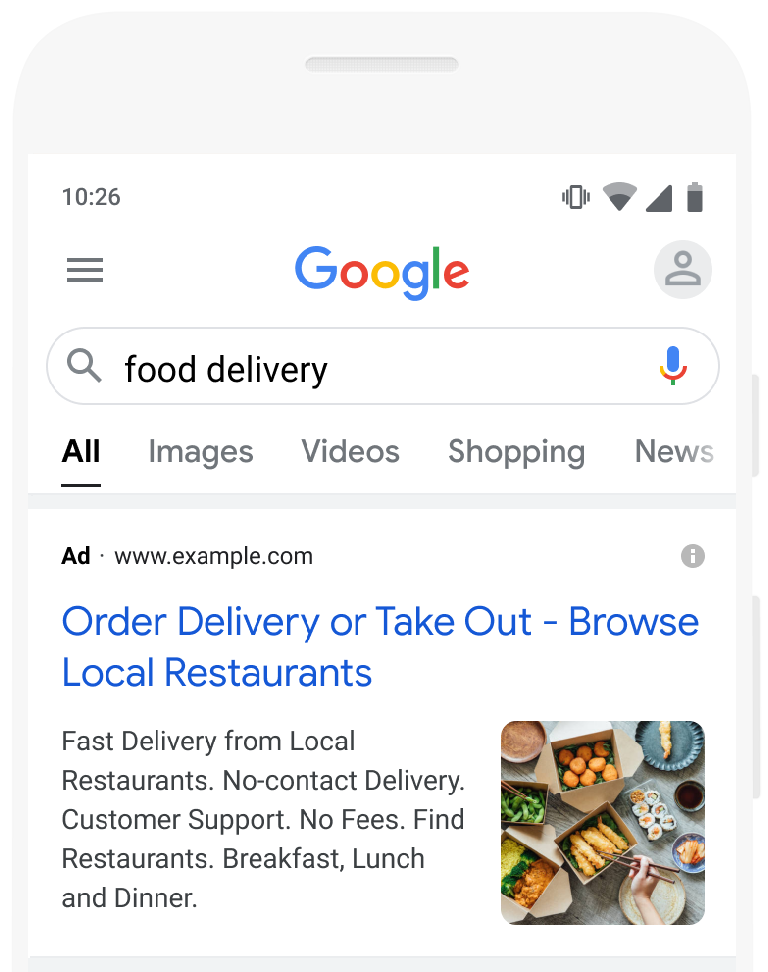 10:26
Google
food delivery
All Images Videos Shopping News
Ad · www.example.com
Order Delivery or Take Out - Browse
Local Restaurants
Fast Delivery from Local
Restaurants. No-contact Delivery.
Customer Support. No Fees. Find
Restaurants. Breakfast, Lunch
and Dinner.